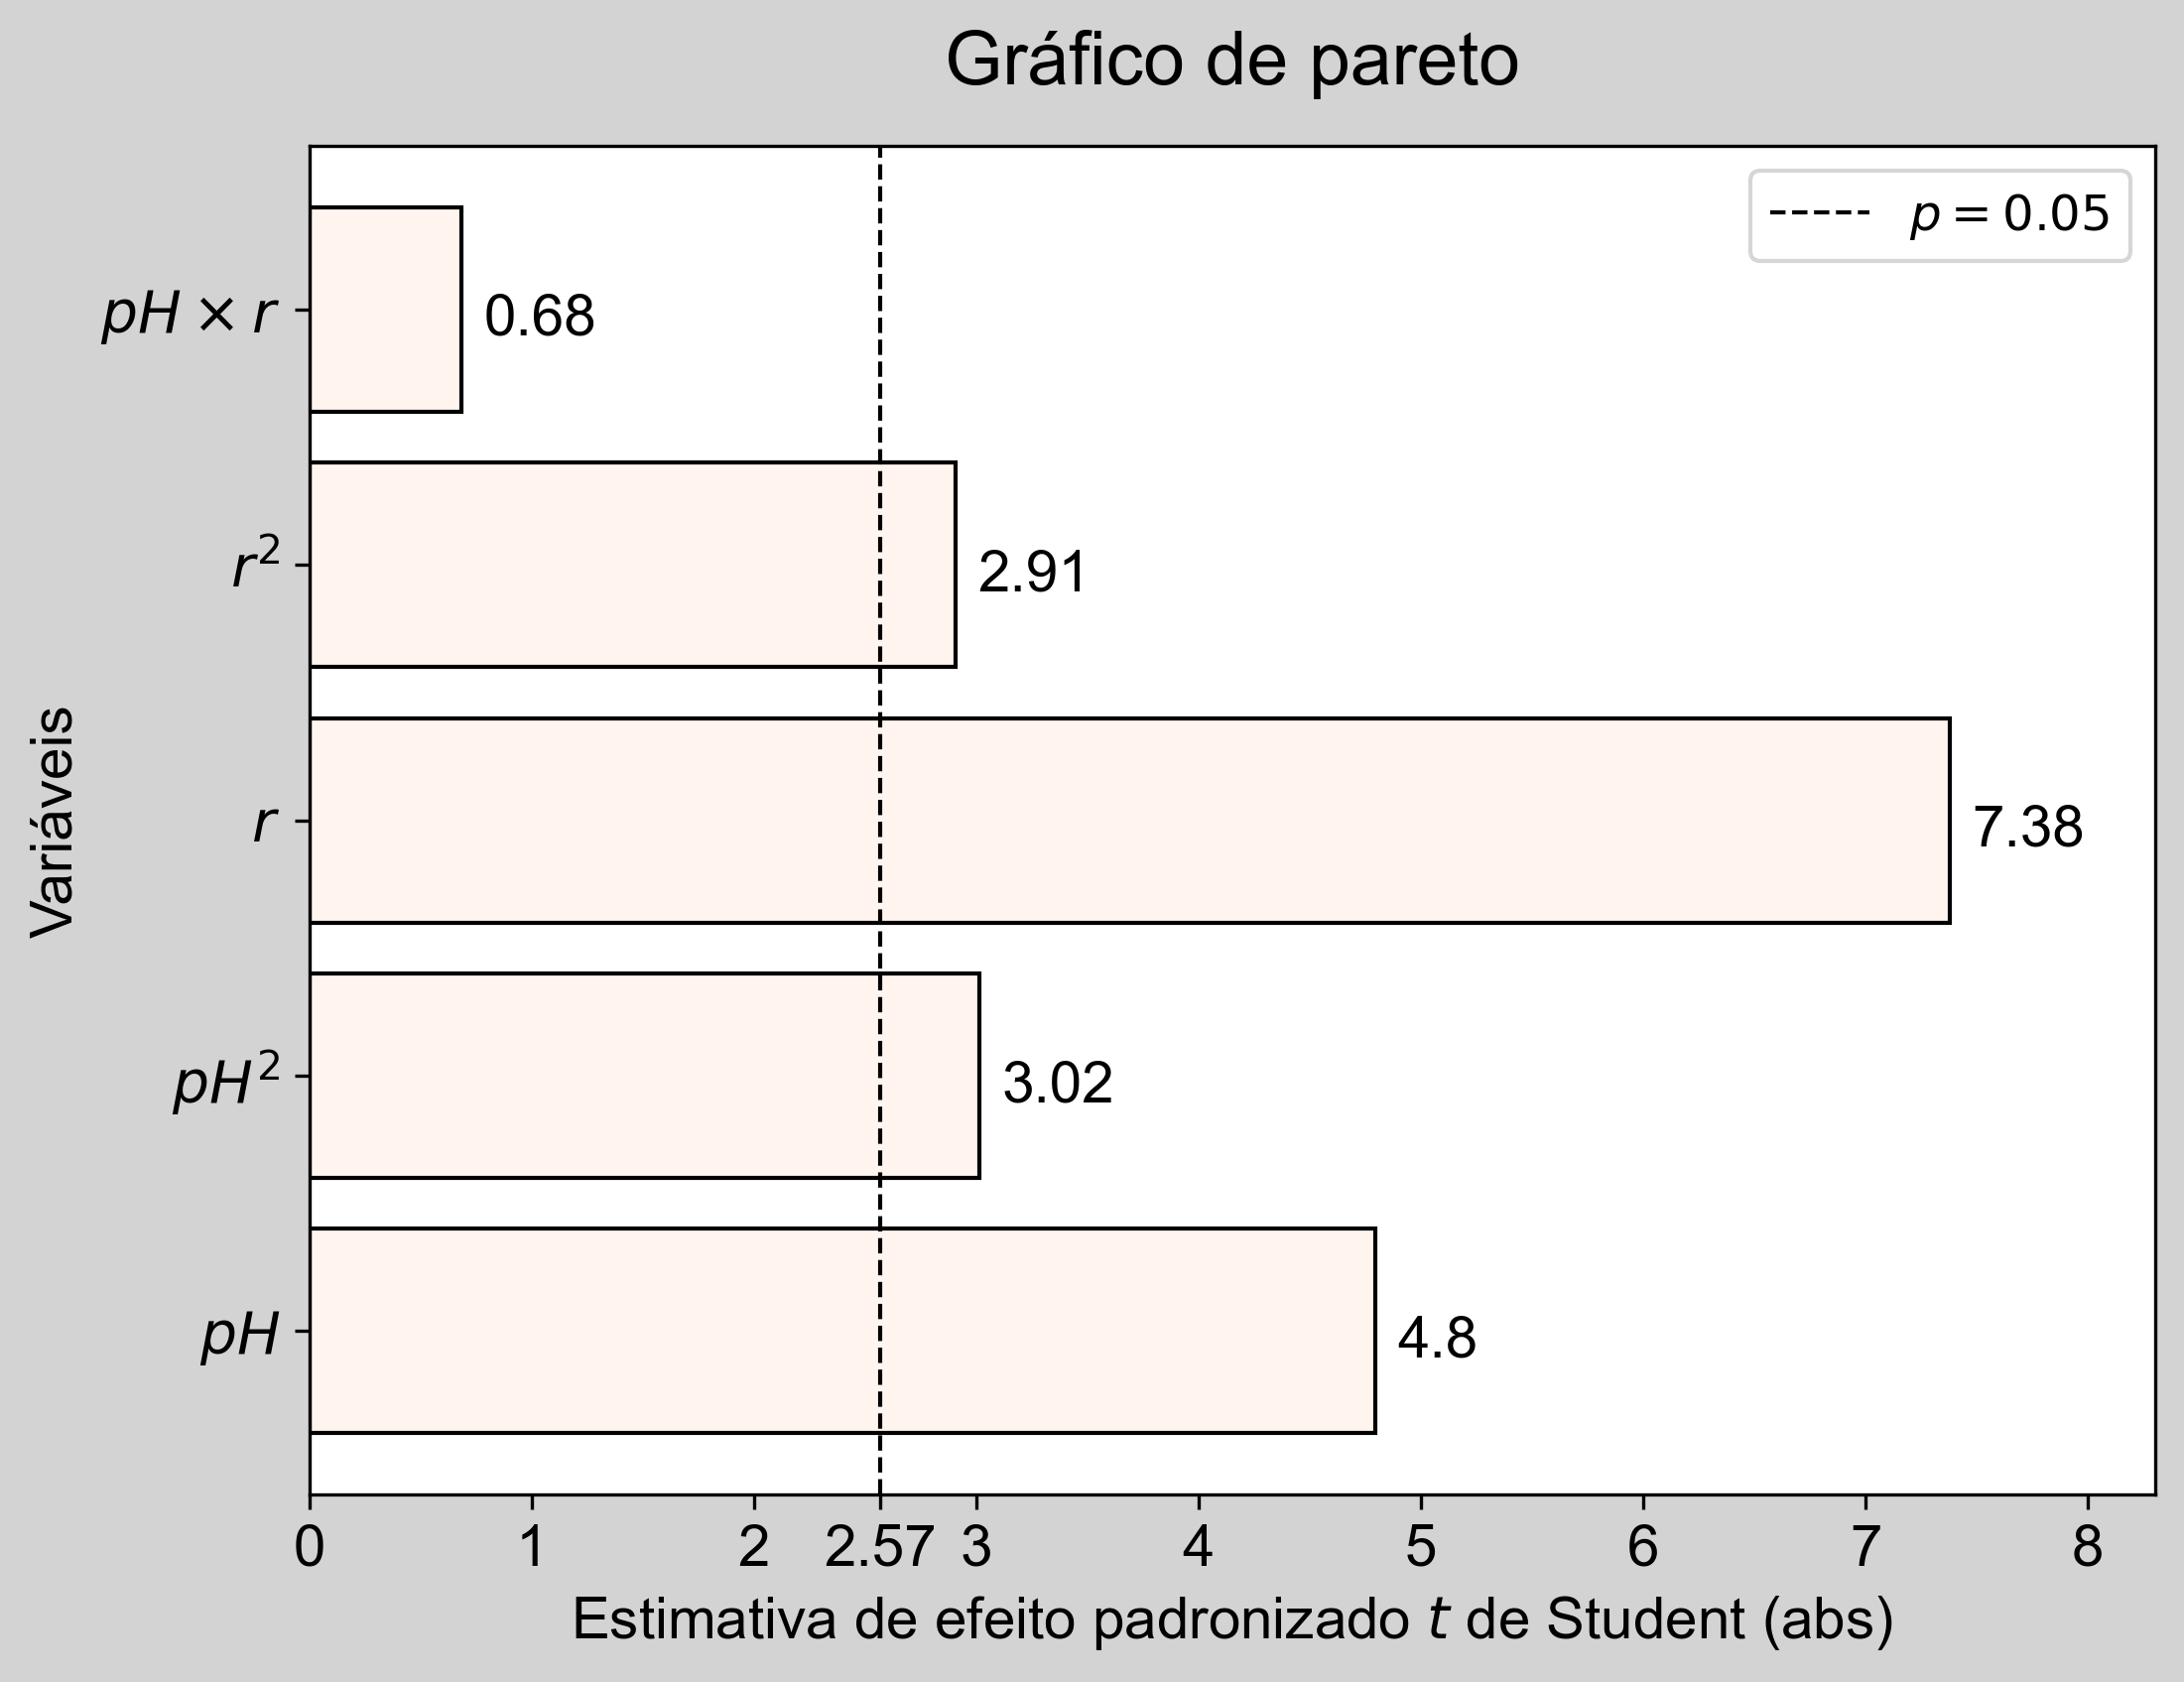 Gráfico de pareto
p = 0.05
pH × r
0.68
r²
2.91
Variáveis
r
7.38
pH²
3.02
pH
4.8
0 1 2 2.57 3 4 5 6 7 8
Estimativa de efeito padronizado t de Student (abs)